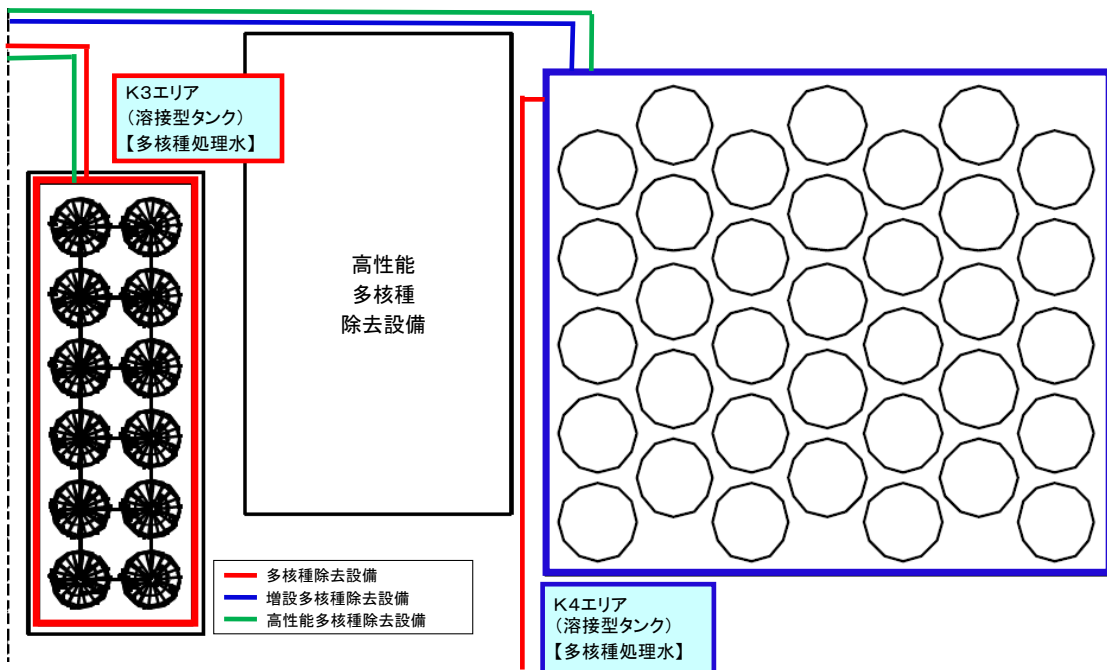 K3エリア
(溶接型タンク)
【多核種処理水】
高性能
多核種
除去設備
多核種除去設備
増設多核種除去設備
高性能多核種除去設備
K4エリア
(溶接型タンク)
【多核種処理水】